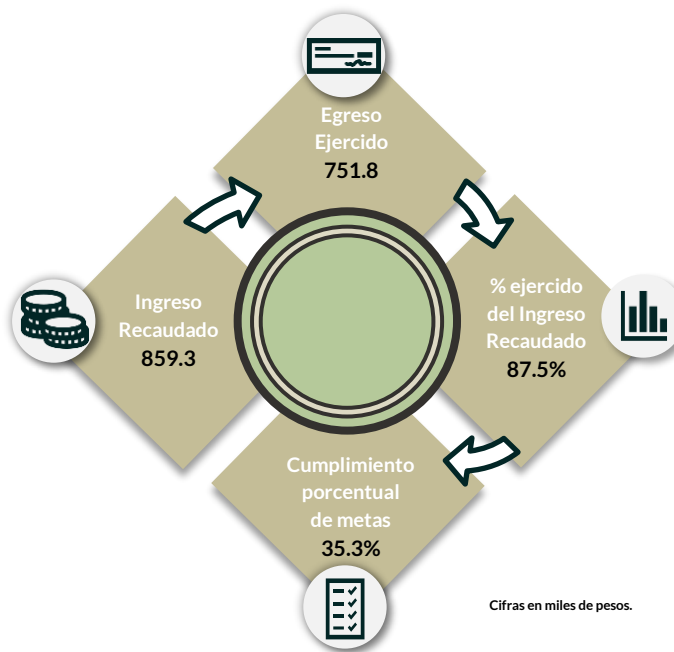 Egreso
Ejercido
751.8
Ingreso
Recaudado
859.3
% ejercido
del Ingreso
Recaudado
87.5%
Cumplimiento
porcentual
de metas
35.3%
Cifras en miles de pesos.